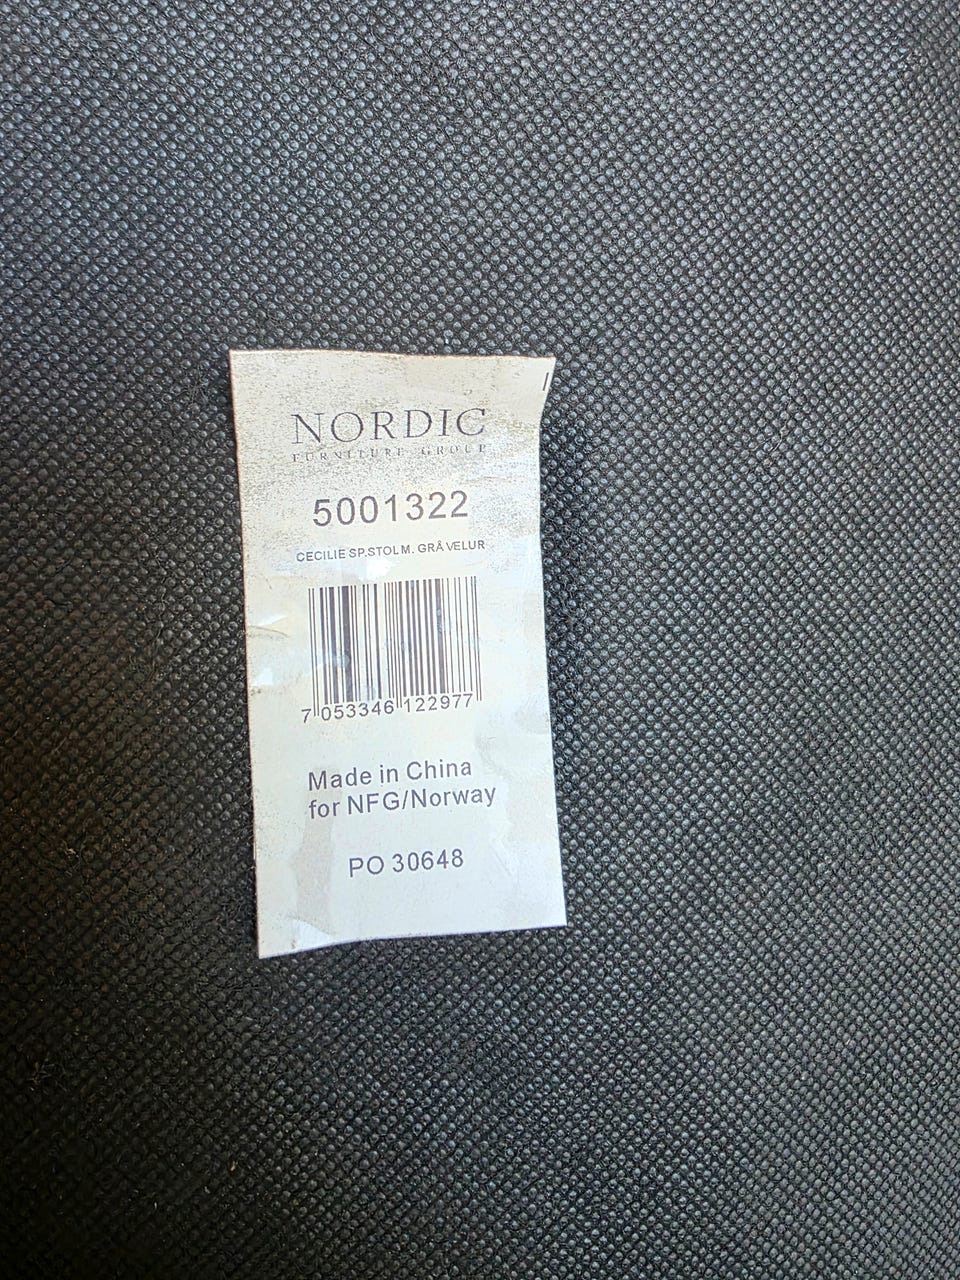 NORDIC
FURNITURE GROUP
5001322
CECILIE SP.STOL M. GRÅ VELUR
7 053346 122977
Made in China
for NFG/Norway
PO 30648